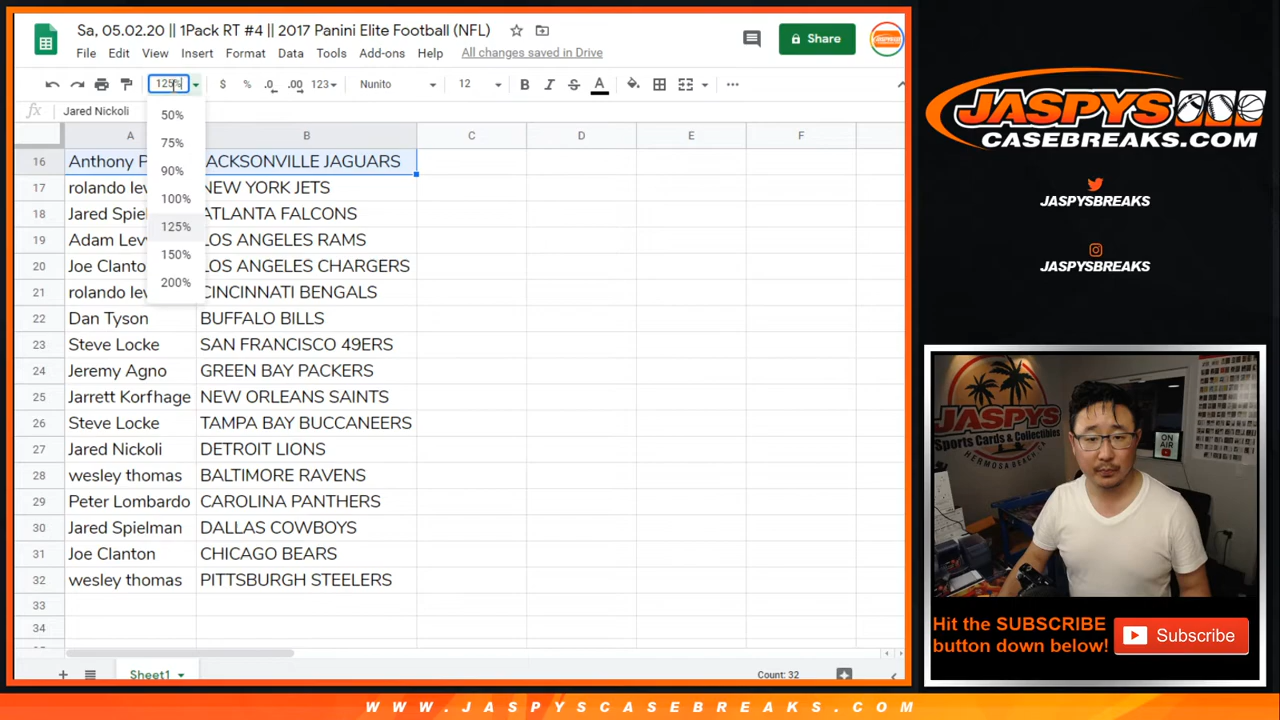 Sa, 05.02.20 || 1Pack RT #4 || 2017 Panini Elite Football (NFL)
File Edit View Insert Format Data Tools Add-ons Help All changes saved in Drive
Share
125% $ % .0 .00 123 Nunito 12 B I S A
fx Jared Nickoli
A B C D E F
16 Anthony P JACKSONVILLE JAGUARS
17 rolando lev NEW YORK JETS
18 Jared Spiel ATLANTA FALCONS
19 Adam Levy LOS ANGELES RAMS
20 Joe Clanto LOS ANGELES CHARGERS
21 rolando lev CINCINNATI BENGALS
22 Dan Tyson BUFFALO BILLS
23 Steve Locke SAN FRANCISCO 49ERS
24 Jeremy Agno GREEN BAY PACKERS
25 Jarrett Korfhage NEW ORLEANS SAINTS
26 Steve Locke TAMPA BAY BUCCANEERS
27 Jared Nickoli DETROIT LIONS
28 wesley thomas BALTIMORE RAVENS
29 Peter Lombardo CAROLINA PANTHERS
30 Jared Spielman DALLAS COWBOYS
31 Joe Clanton CHICAGO BEARS
32 wesley thomas PITTSBURGH STEELERS
33
34
50%
75%
90%
100%
125%
150%
200%
Sheet1
Count: 32
JASPYS
CASEBREAKS.COM
JASPYSBREAKS
JASPYSBREAKS
JASPYS
Sports Cards & Collectibles
HERMOSA BEACH
ON AIR
Hit the SUBSCRIBE
button down below!
Subscribe
WWW.JASPYSCASEBREAKS.COM